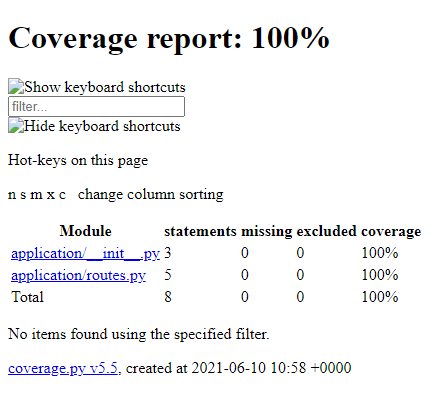 Coverage report: 100%
Show keyboard shortcuts
filter...
Hide keyboard shortcuts
Hot-keys on this page
n s m x c   change column sorting
Module statements missing excluded coverage
application/__init__.py 3 0 0 100%
application/routes.py 5 0 0 100%
Total 8 0 0 100%
No items found using the specified filter.
coverage.py v5.5, created at 2021-06-10 10:58 +0000